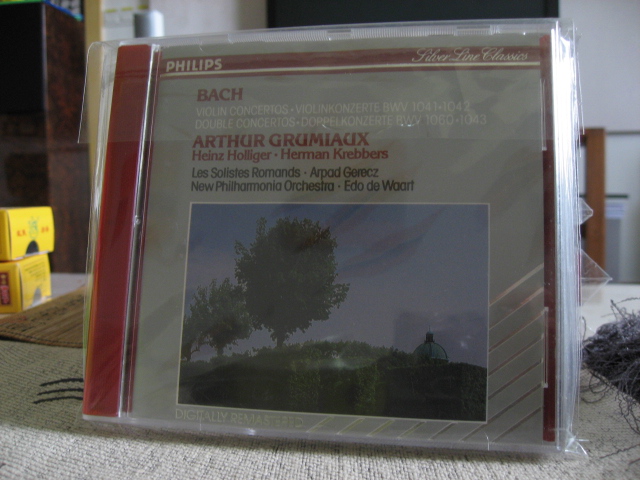 PHILIPS
Silver Line Classics
BACH
VIOLIN CONCERTOS • VIOLINKONZERTE BWV 1041 • 1042
DOUBLE CONCERTOS • DOPPELKONZERTE BWV 1060 • 1043
ARTHUR GRUMIAUX
Heinz Holliger • Herman Krebbers
Les Solistes Romands • Arpad Gerecz
New Philharmonia Orchestra • Edo de Waart
DIGITALLY REMASTERED